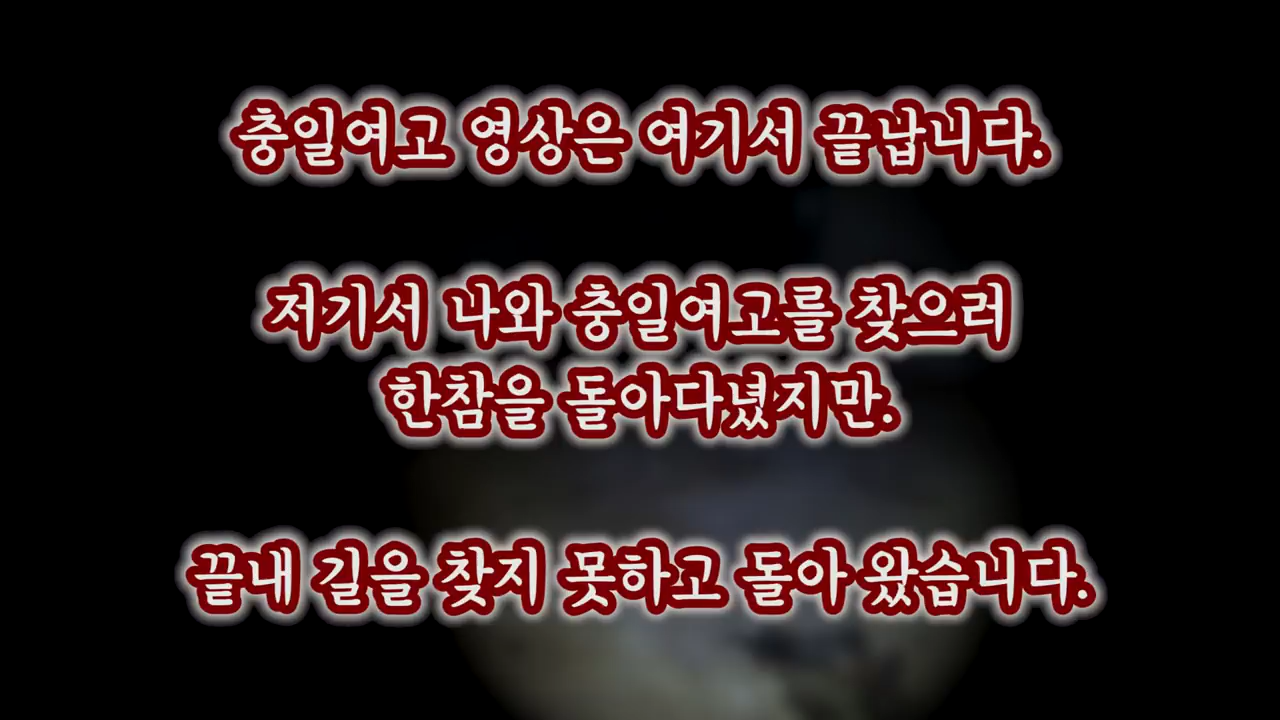 충일여고 영상은 여기서 끝납니다.
저기서 나와 충일여고를 찾으러
한참을 돌아다녔지만.
끝내 길을 찾지 못하고 돌아 왔습니다.